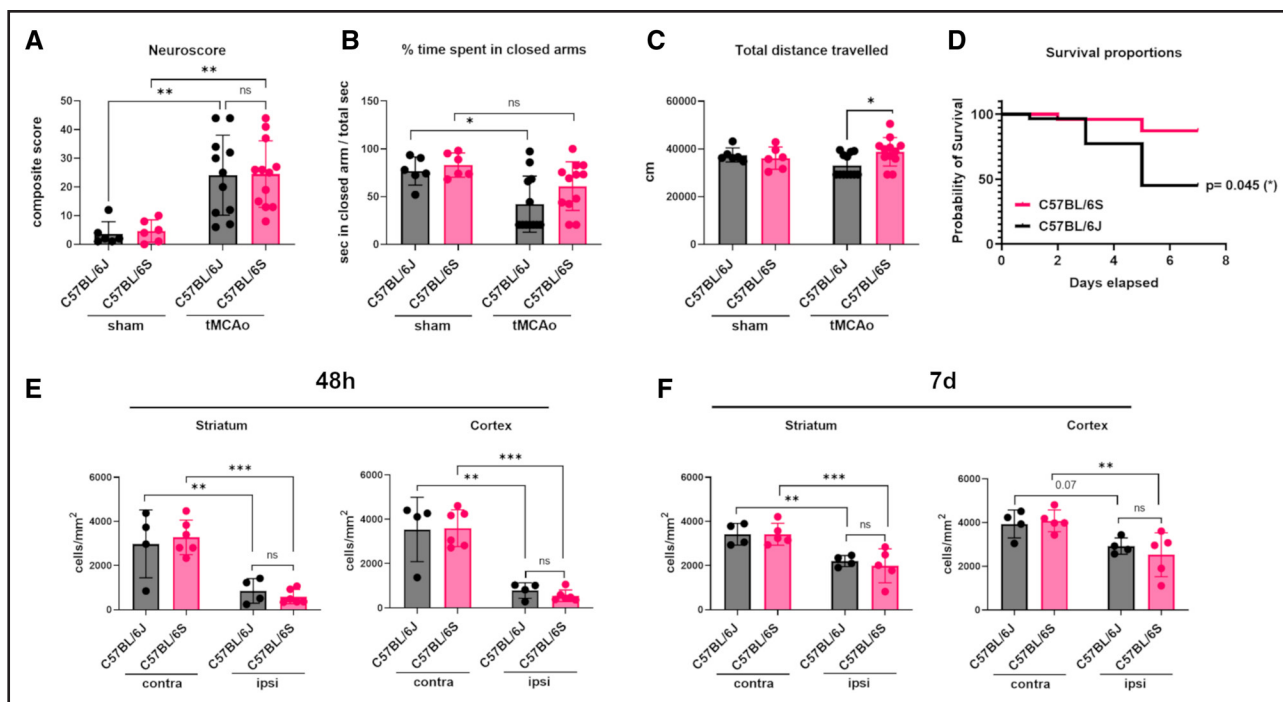 A
Neuroscore
**
**
ns
composite score
50
40
30
20
10
0
C57BL/6J
C57BL/6S
C57BL/6J
C57BL/6S
sham
tMCAo
B
% time spent in closed arms
ns
*
sec in closed arm / total sec
150
100
50
0
C57BL/6J
C57BL/6S
C57BL/6J
C57BL/6S
sham
tMCAo
C
Total distance travelled
*
cm
60000
40000
20000
0
C57BL/6J
C57BL/6S
C57BL/6J
C57BL/6S
sham
tMCAo
D
Survival proportions
Probability of Survival
100
50
0
p= 0.045 (*)
C57BL/6S
C57BL/6J
0
2
4
6
8
Days elapsed
E
48h
Striatum
***
**
ns
cells/mm²
6000
4000
2000
0
C57BL/6J
C57BL/6S
C57BL/6J
C57BL/6S
contra
ipsi
Cortex
***
**
ns
cells/mm²
6000
4000
2000
0
C57BL/6J
C57BL/6S
C57BL/6J
C57BL/6S
contra
ipsi
F
7d
Striatum
***
**
ns
cells/mm²
6000
4000
2000
0
C57BL/6J
C57BL/6S
C57BL/6J
C57BL/6S
contra
ipsi
Cortex
**
0.07
ns
cells/mm²
6000
4000
2000
0
C57BL/6J
C57BL/6S
C57BL/6J
C57BL/6S
contra
ipsi